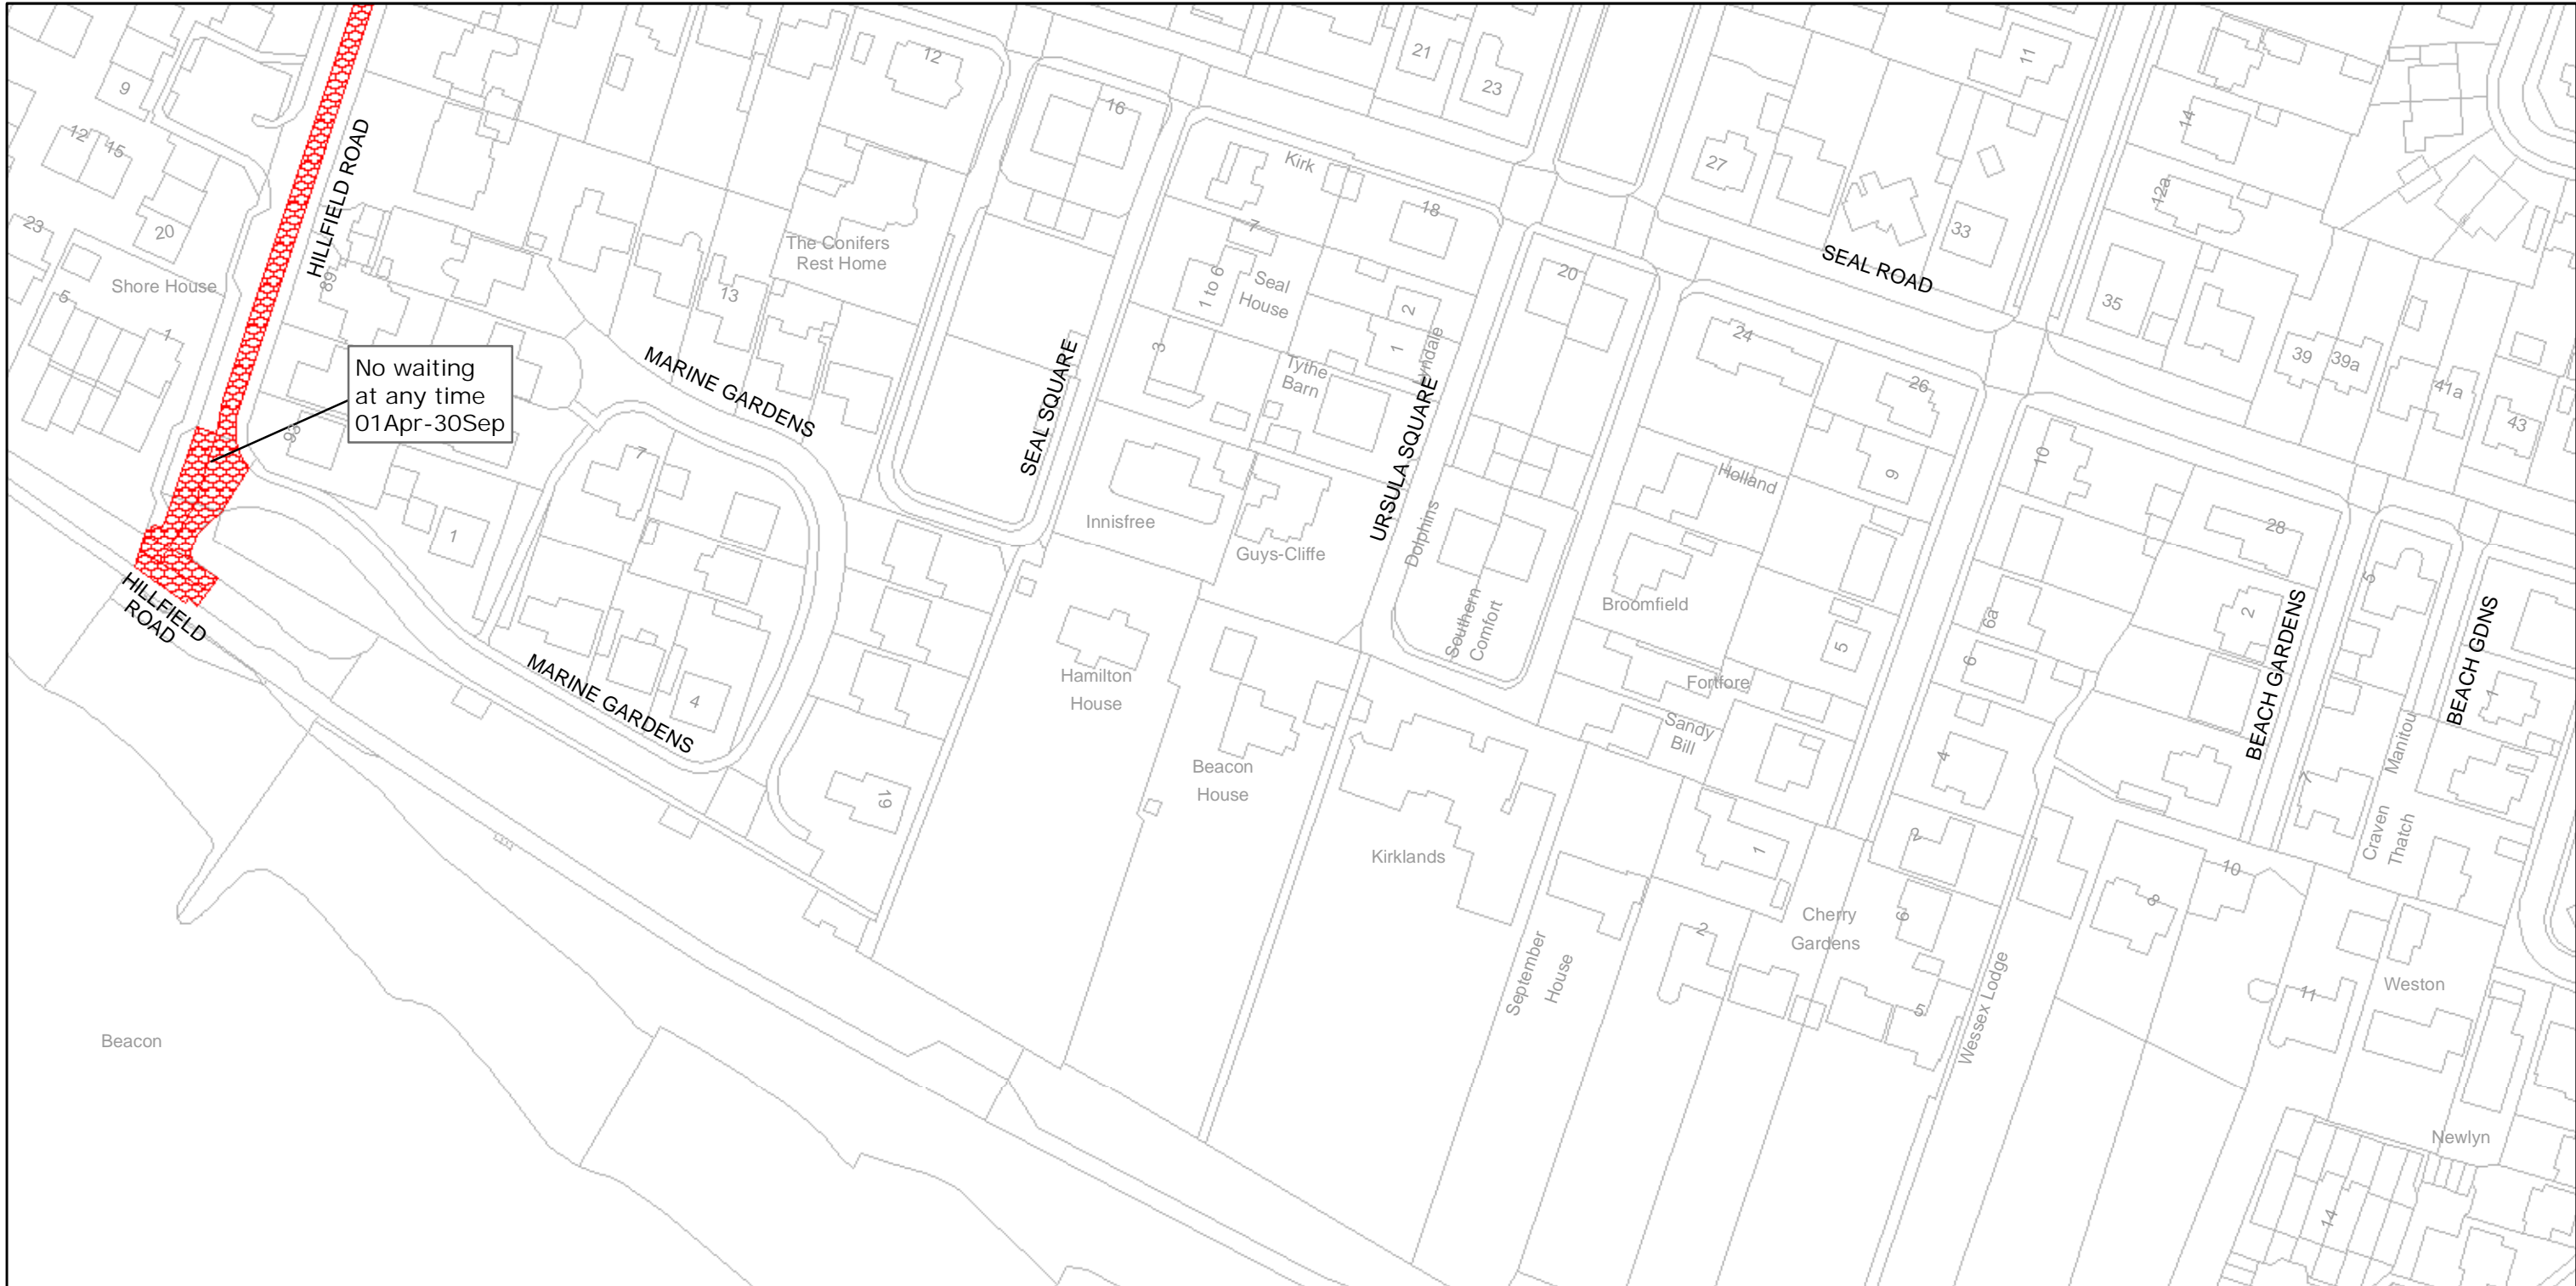 12
21
23
11
9
16
14
12
15
HILLFIELD ROAD
Kirk
27
12a
23
20
7
18
33
The Conifers
Rest Home
SEAL ROAD
Shore House
89
13
1 to 6
Seal
House
20
5
1
2
35
24
Lyndale
3
1
39
39a
No waiting
at any time
01Apr-30Sep
MARINE GARDENS
SEAL SQUARE
Tythe
Barn
26
41a
URSULA SQUARE
43
86
7
10
9
Holland
Innisfree
28
1
Guys-Cliffe
Dolphins
5
HILLFIELD
ROAD
Broomfield
6a
2
BEACH GARDENS
BEACH GDNS
Southern
Comfort
5
6
MARINE GARDENS
Hamilton
House
Fortfore
1
4
Sandy
Bill
Manitou
4
Beacon
House
7
19
Craven
Thatch
Kirklands
1
2
10
8
Cherry
Gardens
6
2
September
House
Weston
11
5
Wessex Lodge
Beacon
Newlyn
14